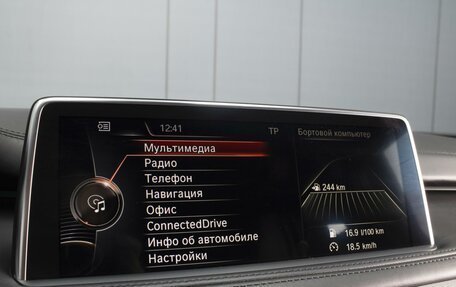 12:41
TP
Бортовой компьютер
Мультимедиа
Радио
Телефон
Навигация
Офис
ConnectedDrive
Инфо об автомобиле
Настройки
244 km
16.9 l/100 km
18.5 km/h